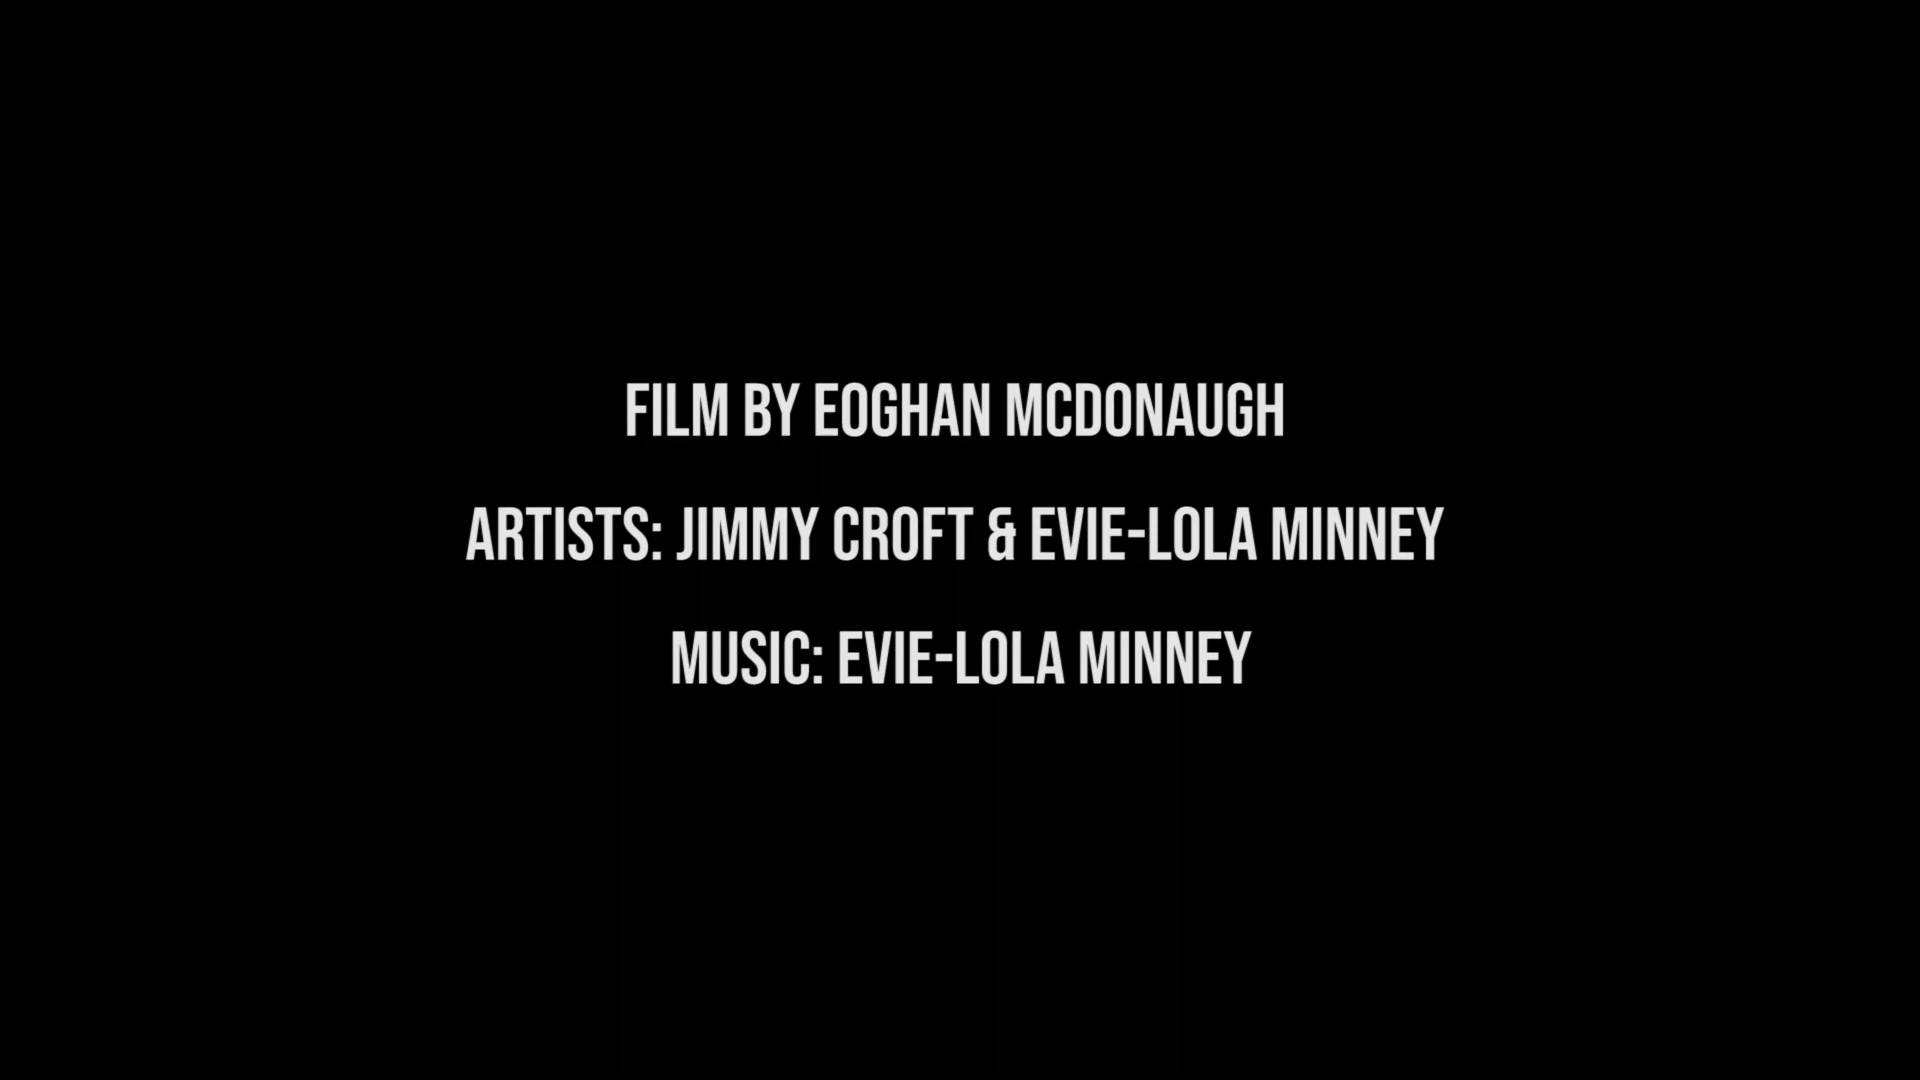 FILM BY EOGHAN MCDONAUGH
ARTISTS: JIMMY CROFT & EVIE-LOLA MINNEY
MUSIC: EVIE-LOLA MINNEY